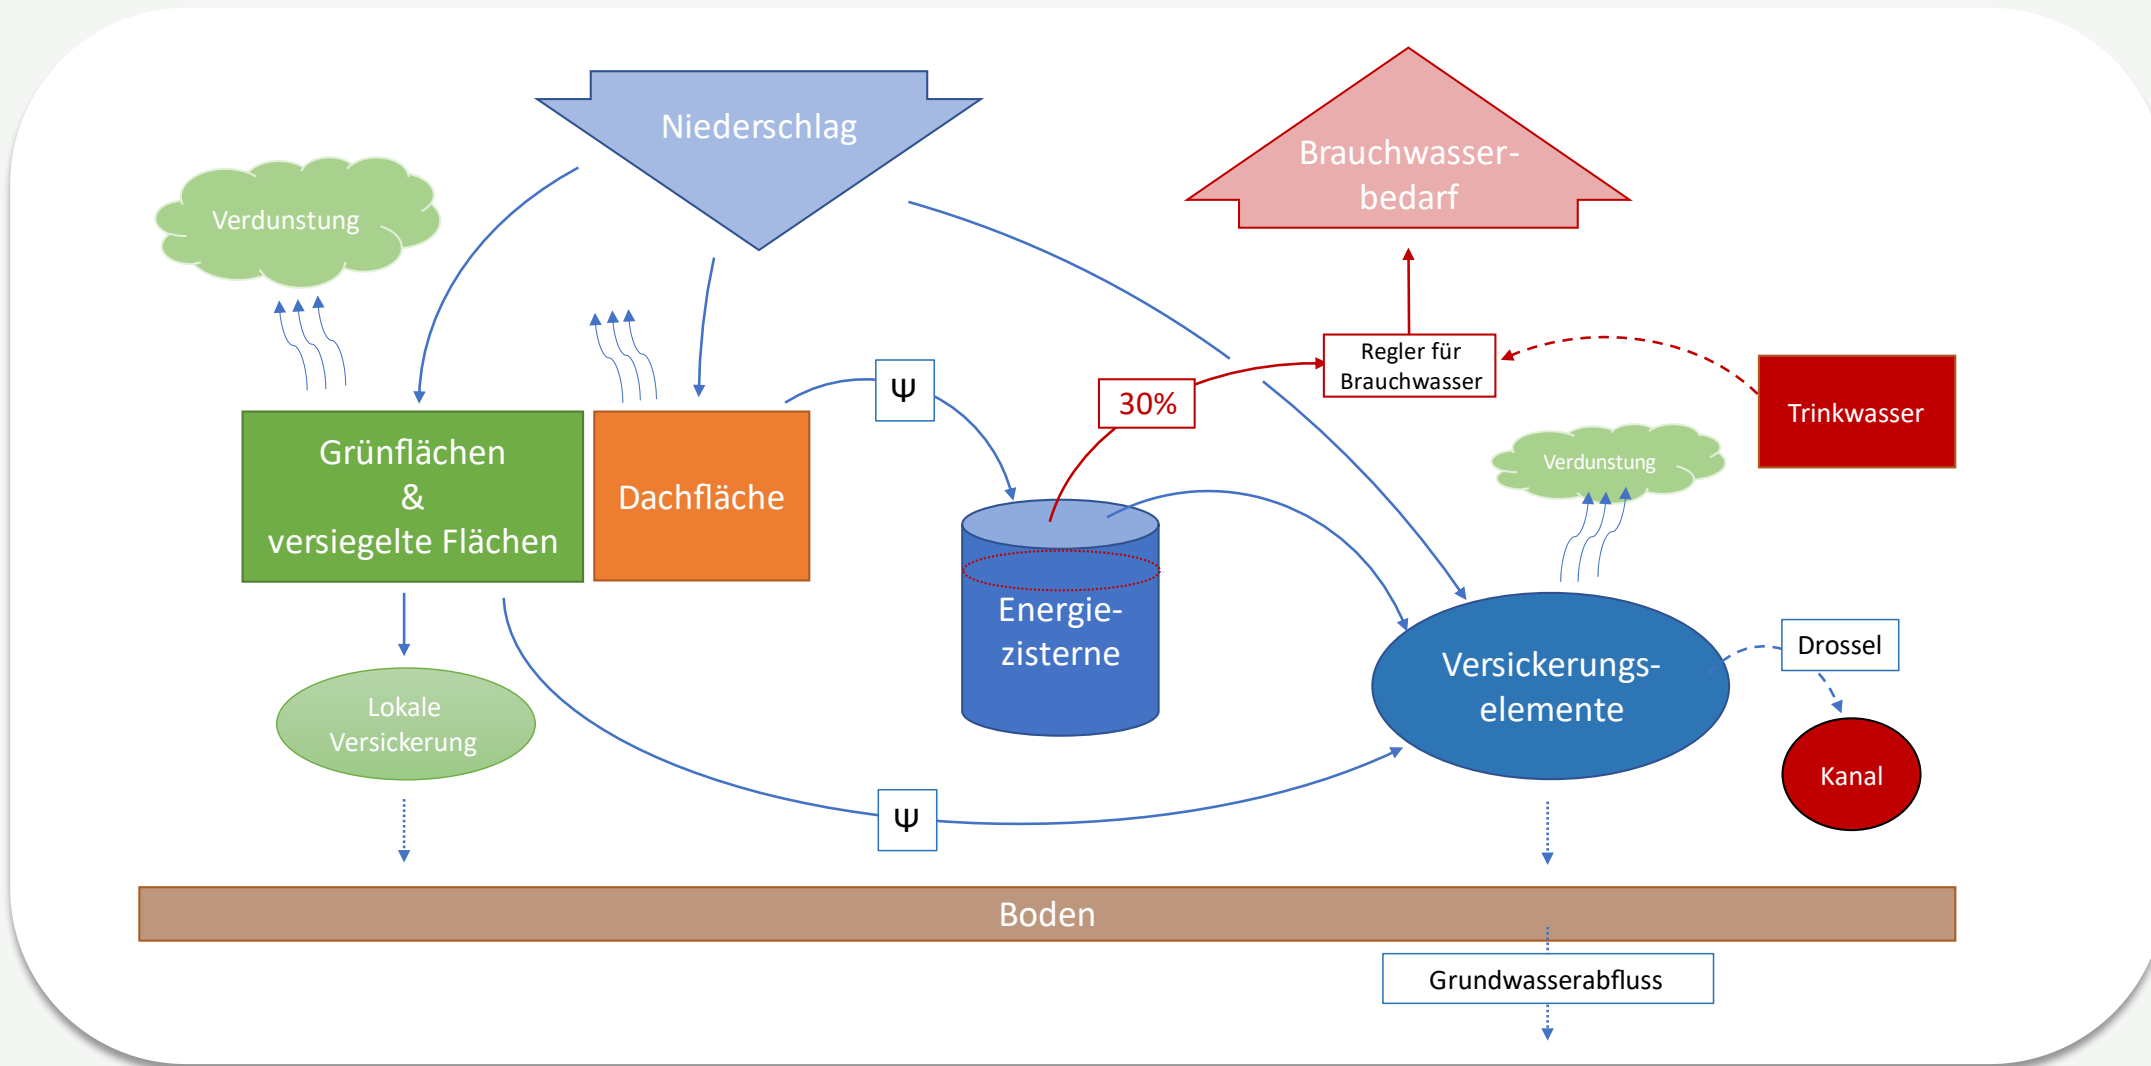 Niederschlag
Brauchwasser-
bedarf
Verdunstung
Regler für
Brauchwasser
Ψ
30%
Trinkwasser
Grünflächen
&
versiegelte Flächen
Dachfläche
Verdunstung
Energie-
zisterne
Drossel
Versickerungs-
elemente
Lokale
Versickerung
Kanal
Ψ
Boden
Grundwasserabfluss